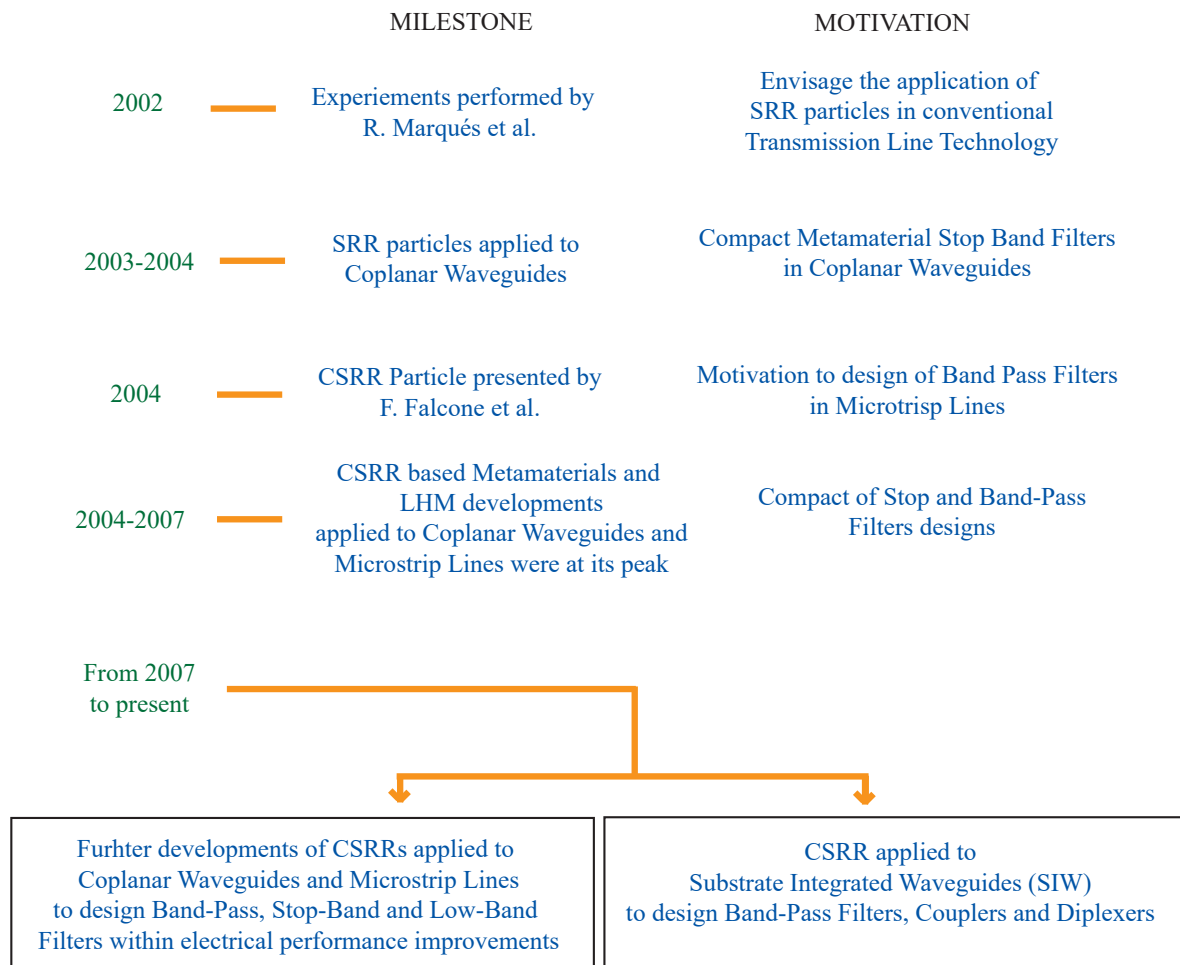 MILESTONE
MOTIVATION
2002
Experiements performed by
R. Marqués et al.
Envisage the application of
SRR particles in conventional
Transmission Line Technology
2003-2004
SRR particles applied to
Coplanar Waveguides
Compact Metamaterial Stop Band Filters
in Coplanar Waveguides
2004
CSRR Particle presented by
F. Falcone et al.
Motivation to design of Band Pass Filters
in Microtrisp Lines
2004-2007
CSRR based Metamaterials and
LHM developments
applied to Coplanar Waveguides and
Microstrip Lines were at its peak
Compact of Stop and Band-Pass
Filters designs
From 2007
to present
Furhter developments of CSRRs applied to
Coplanar Waveguides and Microstrip Lines
to design Band-Pass, Stop-Band and Low-Band
Filters within electrical performance improvements
CSRR applied to
Substrate Integrated Waveguides (SIW)
to design Band-Pass Filters, Couplers and Diplexers